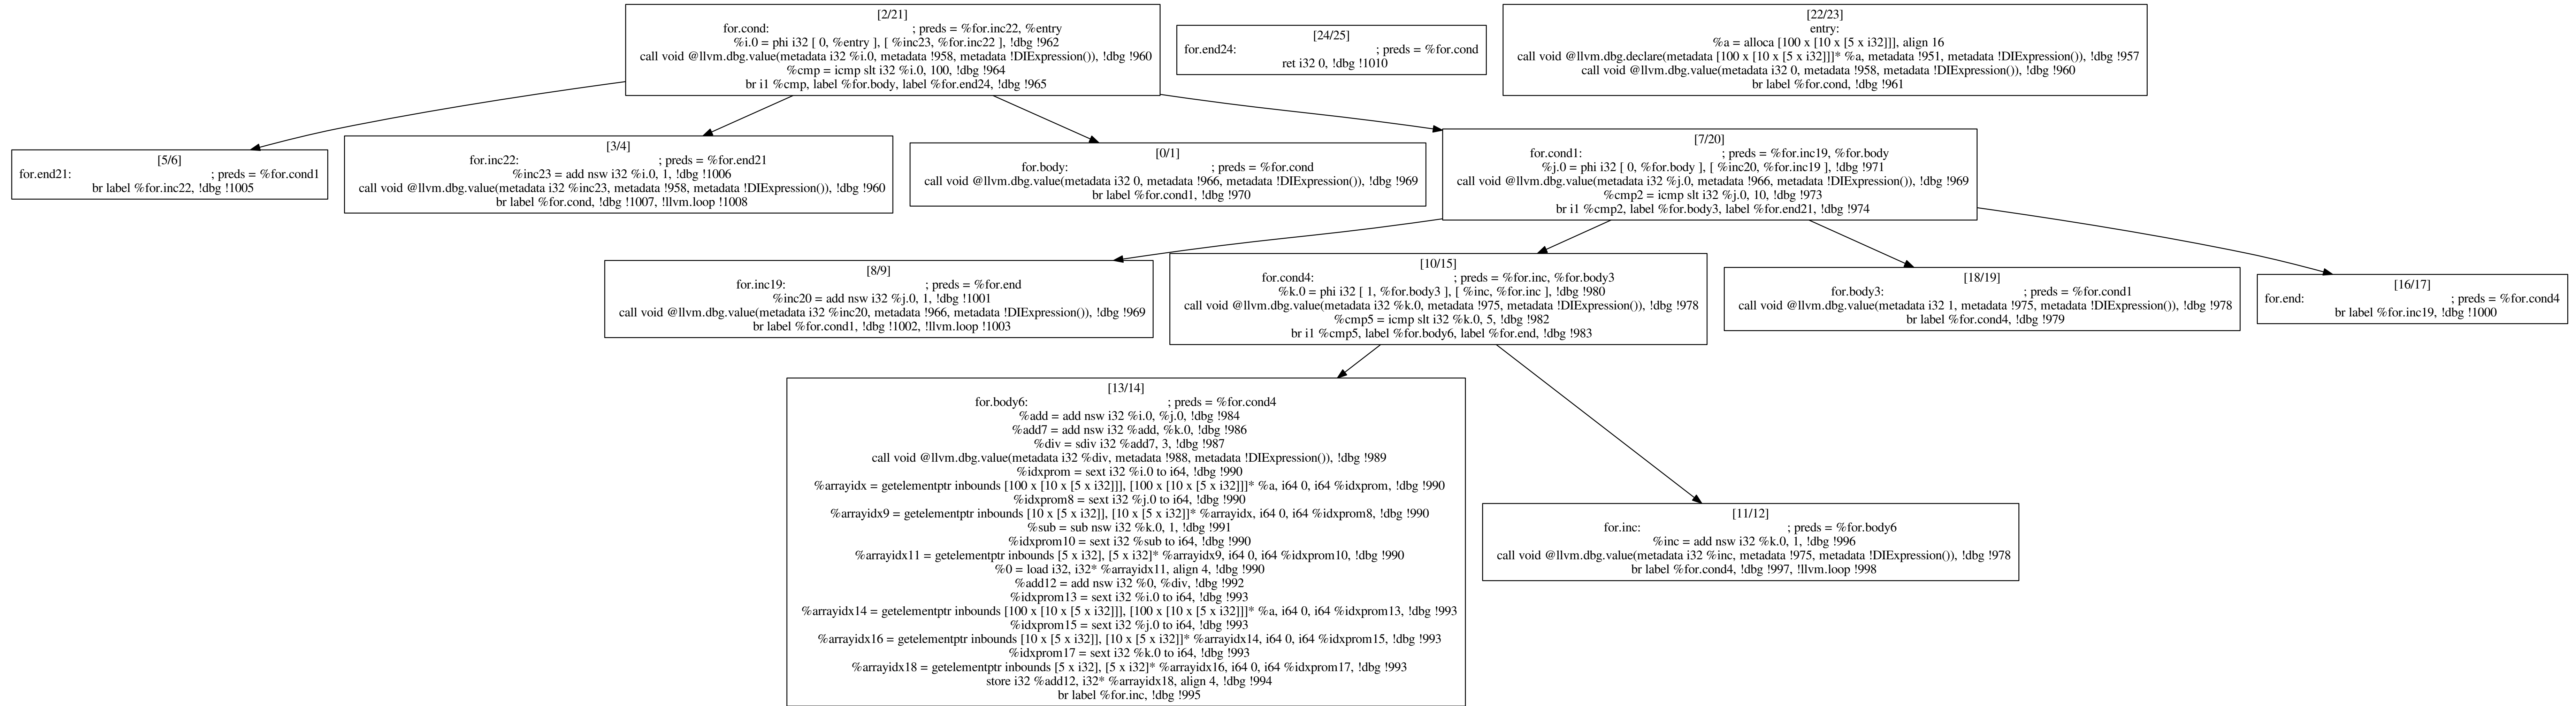 [2/21]
for.cond: ; preds = %for.inc22, %entry
%i.0 = phi i32 [ 0, %entry ], [ %inc23, %for.inc22 ], !dbg !962
call void @llvm.dbg.value(metadata i32 %i.0, metadata !958, metadata !DIExpression()), !dbg !960
%cmp = icmp slt i32 %i.0, 100, !dbg !964
br i1 %cmp, label %for.body, label %for.end24, !dbg !965
[24/25]
for.end24: ; preds = %for.cond
ret i32 0, !dbg !1010
[22/23]
entry:
%a = alloca [100 x [10 x [5 x i32]]], align 16
call void @llvm.dbg.declare(metadata [100 x [10 x [5 x i32]]]* %a, metadata !951, metadata !DIExpression()), !dbg !957
call void @llvm.dbg.value(metadata i32 0, metadata !958, metadata !DIExpression()), !dbg !960
br label %for.cond, !dbg !961
[5/6]
for.end21: ; preds = %for.cond1
br label %for.inc22, !dbg !1005
[3/4]
for.inc22: ; preds = %for.end21
%inc23 = add nsw i32 %i.0, 1, !dbg !1006
call void @llvm.dbg.value(metadata i32 %inc23, metadata !958, metadata !DIExpression()), !dbg !960
br label %for.cond, !dbg !1007, !llvm.loop !1008
[0/1]
for.body: ; preds = %for.cond
call void @llvm.dbg.value(metadata i32 0, metadata !966, metadata !DIExpression()), !dbg !969
br label %for.cond1, !dbg !970
[7/20]
for.cond1: ; preds = %for.inc19, %for.body
%j.0 = phi i32 [ 0, %for.body ], [ %inc20, %for.inc19 ], !dbg !971
call void @llvm.dbg.value(metadata i32 %j.0, metadata !966, metadata !DIExpression()), !dbg !969
%cmp2 = icmp slt i32 %j.0, 10, !dbg !973
br i1 %cmp2, label %for.body3, label %for.end21, !dbg !974
[8/9]
for.inc19: ; preds = %for.end
%inc20 = add nsw i32 %j.0, 1, !dbg !1001
call void @llvm.dbg.value(metadata i32 %inc20, metadata !966, metadata !DIExpression()), !dbg !969
br label %for.cond1, !dbg !1002, !llvm.loop !1003
[10/15]
for.cond4: ; preds = %for.inc, %for.body3
%k.0 = phi i32 [ 1, %for.body3 ], [ %inc, %for.inc ], !dbg !980
call void @llvm.dbg.value(metadata i32 %k.0, metadata !975, metadata !DIExpression()), !dbg !978
%cmp5 = icmp slt i32 %k.0, 5, !dbg !982
br i1 %cmp5, label %for.body6, label %for.end, !dbg !983
[18/19]
for.body3: ; preds = %for.cond1
call void @llvm.dbg.value(metadata i32 1, metadata !975, metadata !DIExpression()), !dbg !978
br label %for.cond4, !dbg !979
[16/17]
for.end: ; preds = %for.cond4
br label %for.inc19, !dbg !1000
[13/14]
for.body6: ; preds = %for.cond4
%add = add nsw i32 %i.0, %j.0, !dbg !984
%add7 = add nsw i32 %add, %k.0, !dbg !986
%div = sdiv i32 %add7, 3, !dbg !987
call void @llvm.dbg.value(metadata i32 %div, metadata !988, metadata !DIExpression()), !dbg !989
%idxprom = sext i32 %i.0 to i64, !dbg !990
%arrayidx = getelementptr inbounds [100 x [10 x [5 x i32]]], [100 x [10 x [5 x i32]]]* %a, i64 0, i64 %idxprom, !dbg !990
%idxprom8 = sext i32 %j.0 to i64, !dbg !990
%arrayidx9 = getelementptr inbounds [10 x [5 x i32]], [10 x [5 x i32]]* %arrayidx, i64 0, i64 %idxprom8, !dbg !990
%sub = sub nsw i32 %k.0, 1, !dbg !991
%idxprom10 = sext i32 %sub to i64, !dbg !990
%arrayidx11 = getelementptr inbounds [5 x i32], [5 x i32]* %arrayidx9, i64 0, i64 %idxprom10, !dbg !990
%0 = load i32, i32* %arrayidx11, align 4, !dbg !990
%add12 = add nsw i32 %0, %div, !dbg !992
%idxprom13 = sext i32 %i.0 to i64, !dbg !993
%arrayidx14 = getelementptr inbounds [100 x [10 x [5 x i32]]], [100 x [10 x [5 x i32]]]* %a, i64 0, i64 %idxprom13, !dbg !993
%idxprom15 = sext i32 %j.0 to i64, !dbg !993
%arrayidx16 = getelementptr inbounds [10 x [5 x i32]], [10 x [5 x i32]]* %arrayidx14, i64 0, i64 %idxprom15, !dbg !993
%idxprom17 = sext i32 %k.0 to i64, !dbg !993
%arrayidx18 = getelementptr inbounds [5 x i32], [5 x i32]* %arrayidx16, i64 0, i64 %idxprom17, !dbg !993
store i32 %add12, i32* %arrayidx18, align 4, !dbg !994
br label %for.inc, !dbg !995
[11/12]
for.inc: ; preds = %for.body6
%inc = add nsw i32 %k.0, 1, !dbg !996
call void @llvm.dbg.value(metadata i32 %inc, metadata !975, metadata !DIExpression()), !dbg !978
br label %for.cond4, !dbg !997, !llvm.loop !998